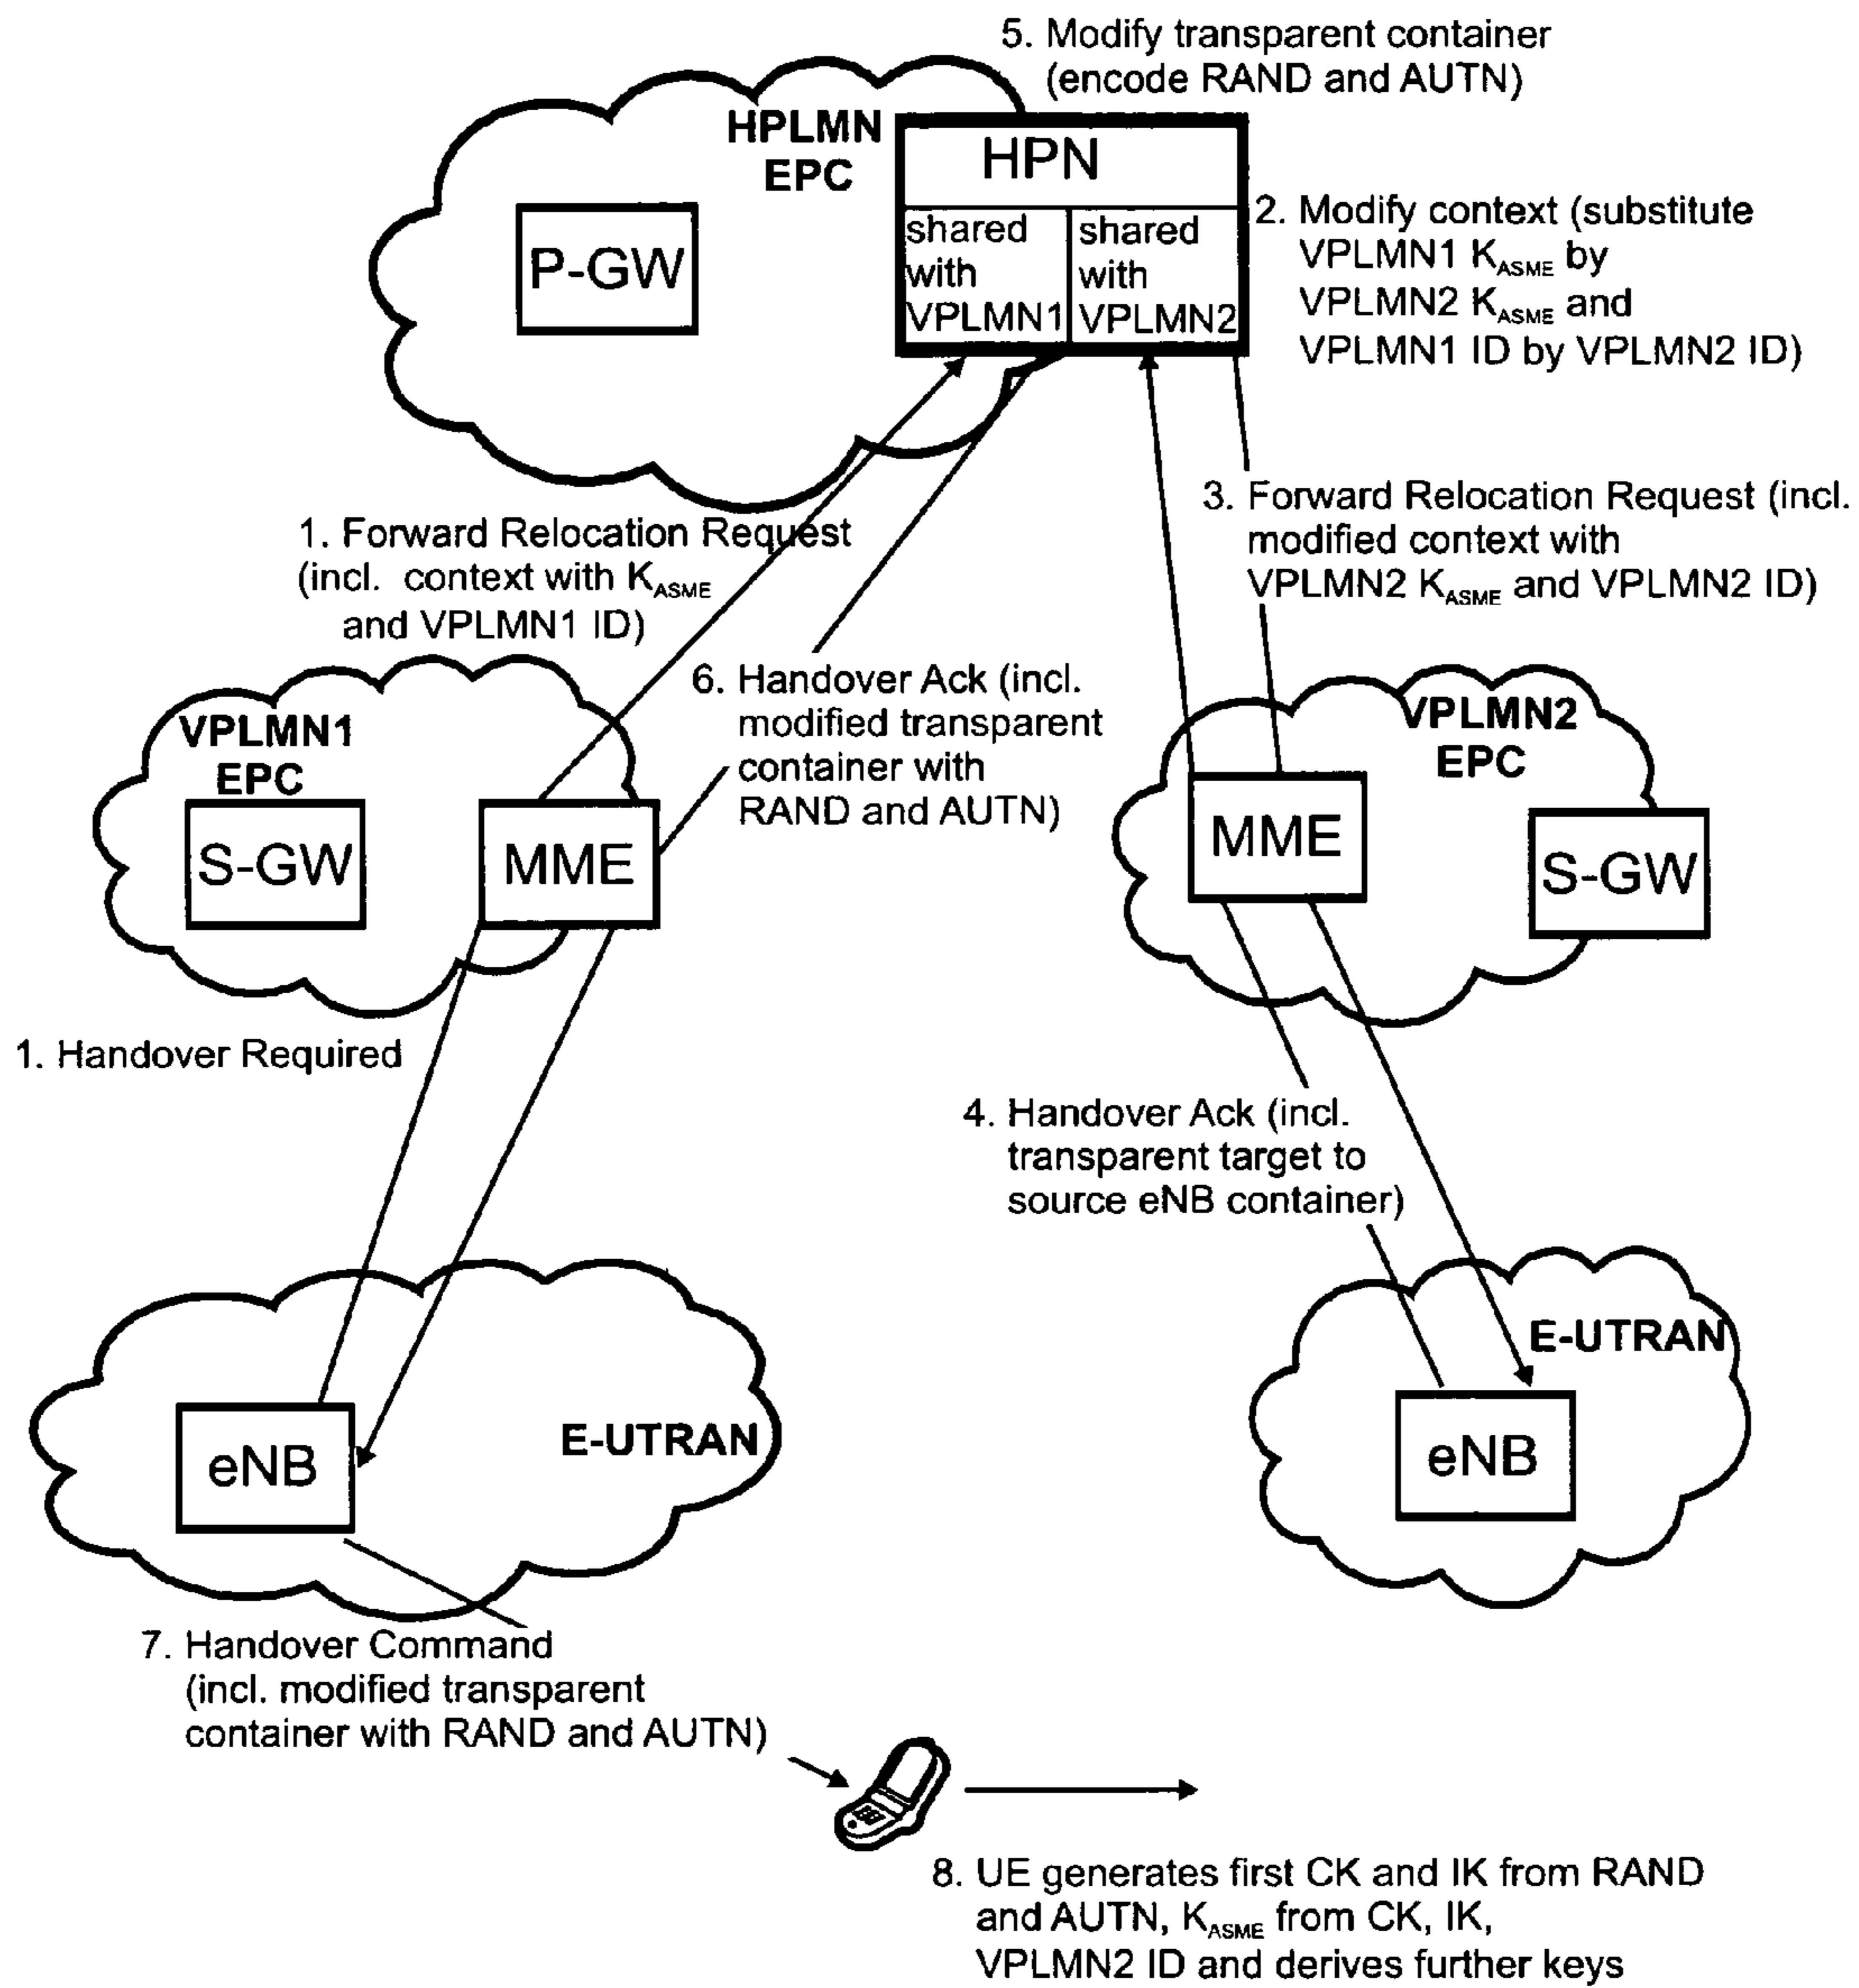 5. Modify transparent container
(encode RAND and AUTN)
HPLMN
EPC
HPN
P-GW
shared
with
VPLMN1
shared
with
VPLMN2
2. Modify context (substitute
VPLMN1 KASME by
VPLMN2 KASME and
VPLMN1 ID by VPLMN2 ID)
1. Forward Relocation Request
(incl. context with KASME
and VPLMN1 ID)
3. Forward Relocation Request (incl.
modified context with
VPLMN2 KASME and VPLMN2 ID)
6. Handover Ack (incl.
modified transparent
container with
RAND and AUTN)
VPLMN1
EPC
S-GW
MME
VPLMN2
EPC
MME
S-GW
1. Handover Required
4. Handover Ack (incl.
transparent target to
source eNB container)
eNB
E-UTRAN
E-UTRAN
eNB
7. Handover Command
(incl. modified transparent
container with RAND and AUTN)
8. UE generates first CK and IK from RAND
and AUTN, KASME from CK, IK,
VPLMN2 ID and derives further keys